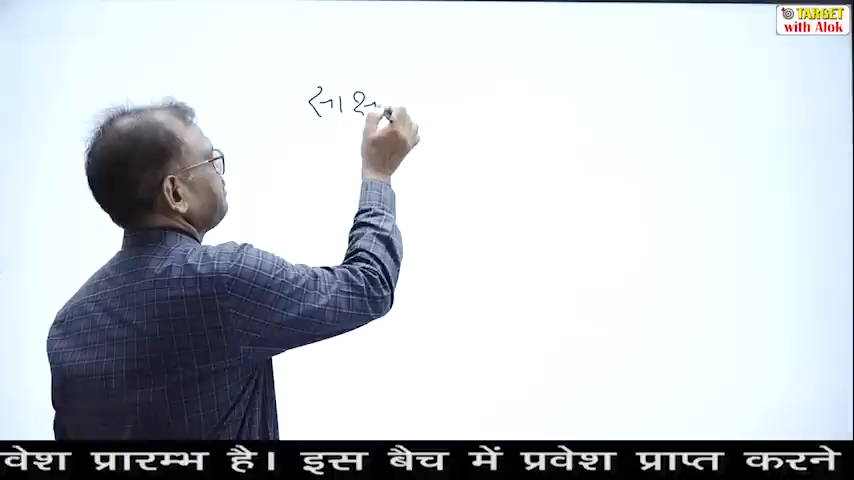 TARGET
with Alok
वेश प्रारम्भ है। इस बैच में प्रवेश प्राप्त करने